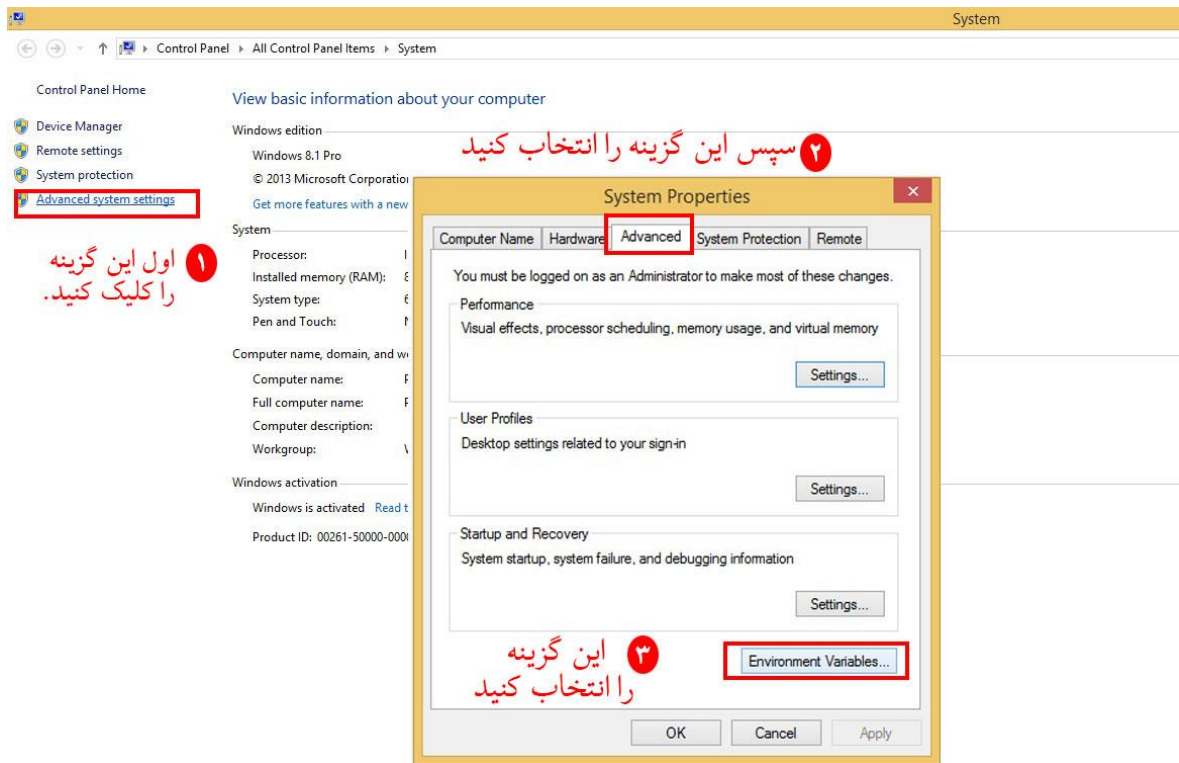 System
Control Panel ▸ All Control Panel Items ▸ System
Control Panel Home
Device Manager
Remote settings
System protection
Advanced system settings
۱ اول این گزینه
را کلیک کنید.
View basic information about your computer
Windows edition
Windows 8.1 Pro
© 2013 Microsoft
Get more features with a new
System
Processor:
Installed memory (RAM):
System type:
Pen and Touch:
Computer name, domain, and
Computer name:
Full computer name:
Computer description:
Workgroup:
Windows activation
Windows is activated Read
Product ID: 00261-50000-
۲ سپس این گزینه را انتخاب کنید
System Properties
Computer Name Hardware Advanced System Protection Remote
You must be logged on as an Administrator to make most of these changes.
Performance
Visual effects, processor scheduling, memory usage, and virtual memory
Settings...
User Profiles
Desktop settings related to your sign-in
Settings...
Startup and Recovery
System startup, system failure, and debugging information
Settings...
۳ این گزینه
را انتخاب کنید
Environment Variables...
OK Cancel Apply